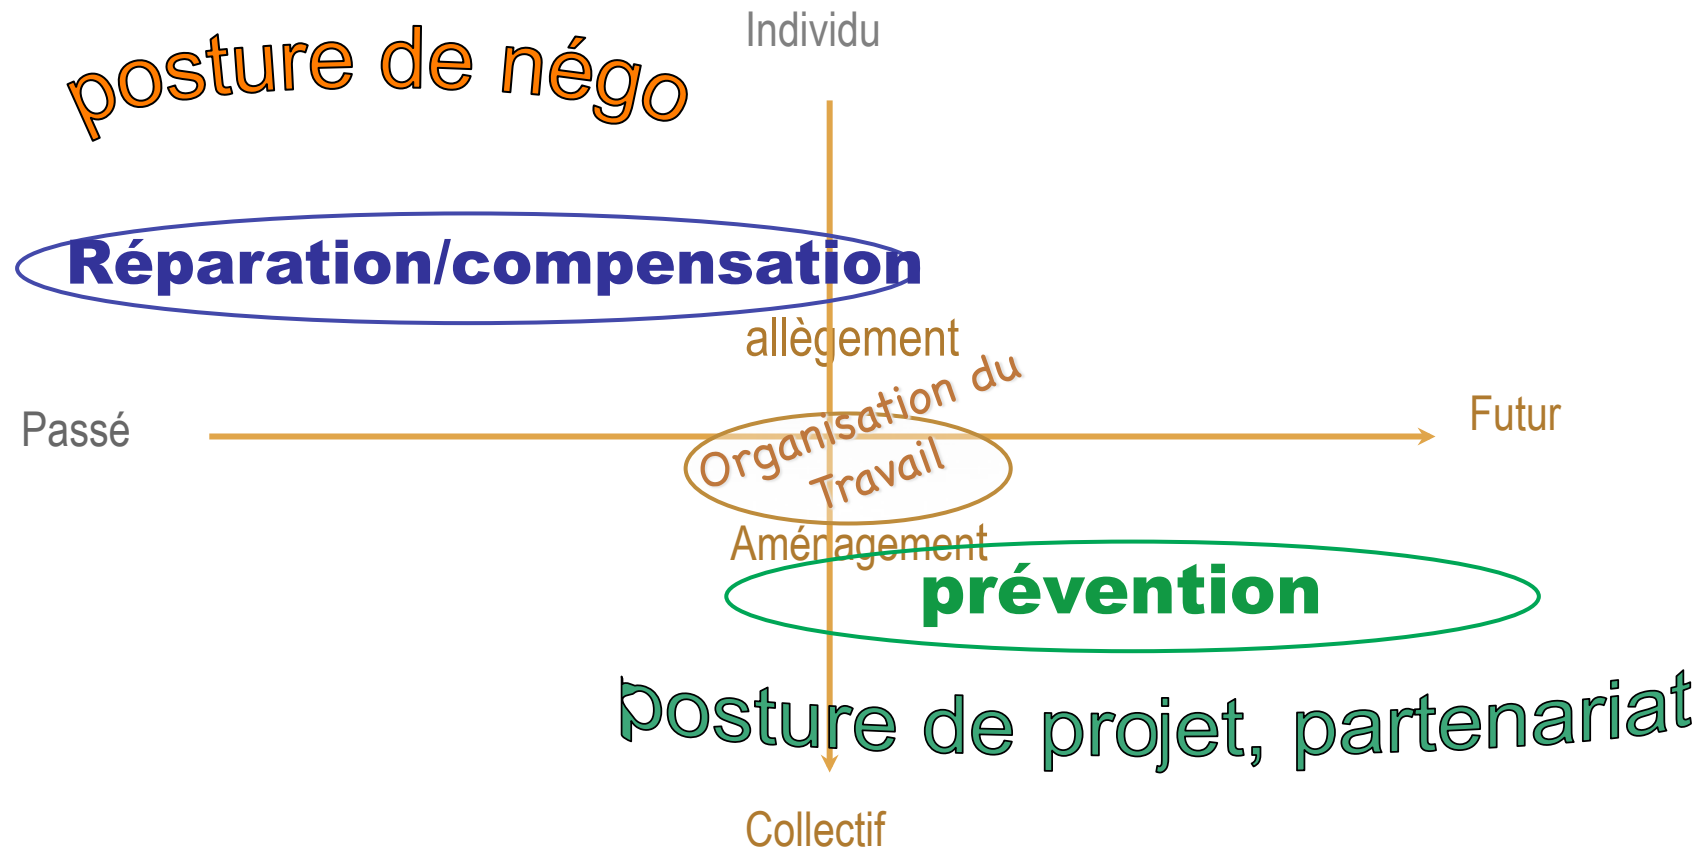 Individu
posture de négo
Réparation/compensation
allègement
Organisation du
Travail
Passé
Futur
Aménagement
prévention
posture de projet, partenariat
Collectif